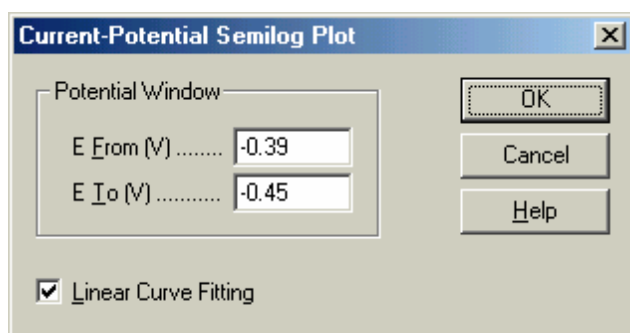 Current-Potential Semilog Plot
Potential Window
E From (V) ........ -0.39
E To (V) ........... -0.45
OK
Cancel
Help
Linear Curve Fitting